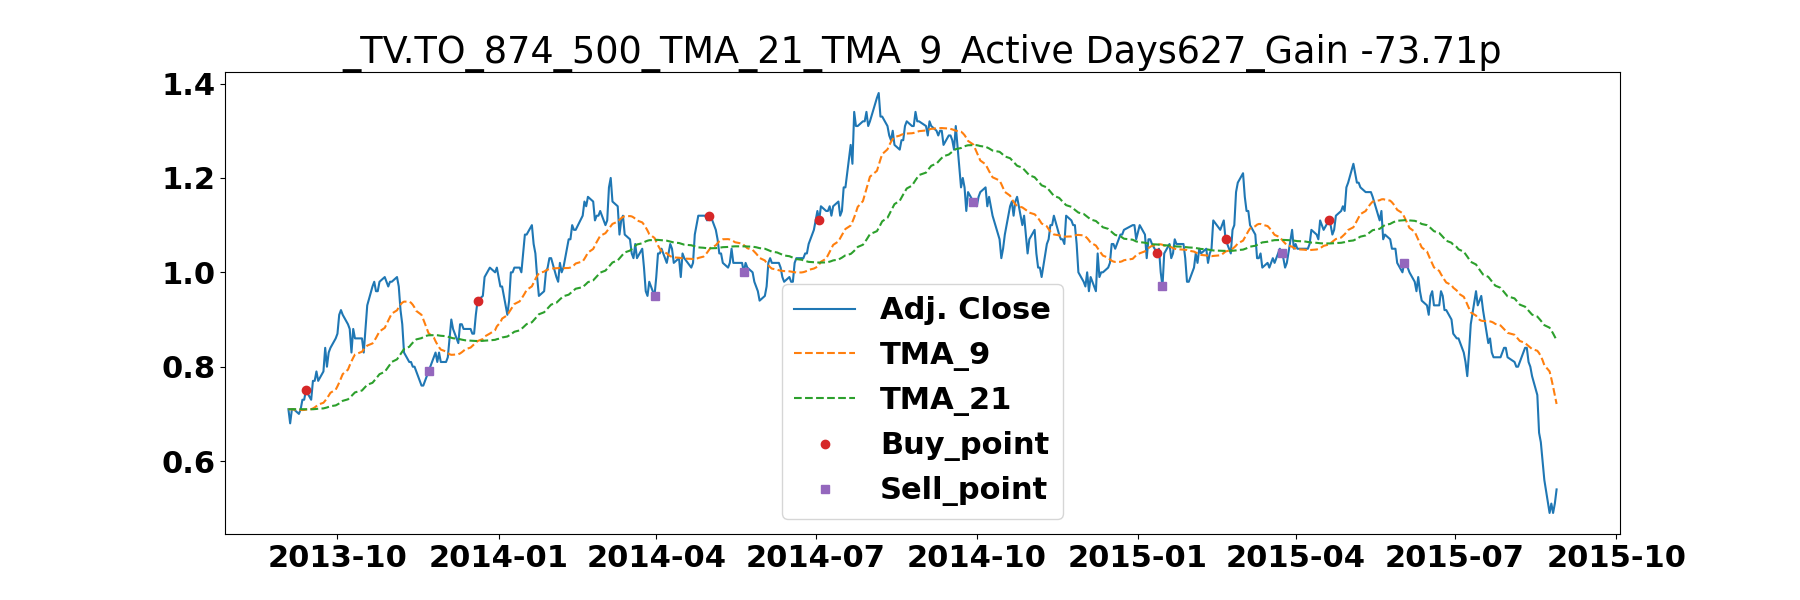 _TV.TO_874_500_TMA_21_TMA_9_Active Days627_Gain -73.71p
1.4
1.2
1.0
0.8
0.6
Adj. Close
TMA_9
TMA_21
Buy_point
Sell_point
2013-10 2014-01 2014-04 2014-07 2014-10 2015-01 2015-04 2015-07 2015-10